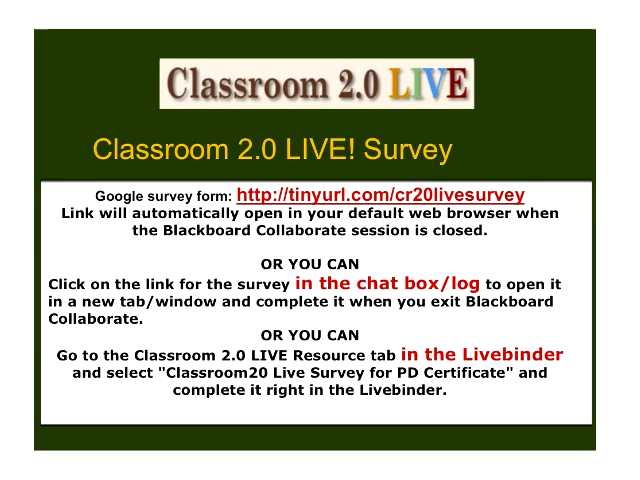 Classroom 2.0 LIVE
Classroom 2.0 LIVE! Survey
Google survey form: http://tinyurl.com/cr20livesurvey
Link will automatically open in your default web browser when
the Blackboard Collaborate session is closed.
OR YOU CAN
Click on the link for the survey in the chat box/log to open it
in a new tab/window and complete it when you exit Blackboard
Collaborate.
OR YOU CAN
Go to the Classroom 2.0 LIVE Resource tab in the Livebinder
and select "Classroom20 Live Survey for PD Certificate" and
complete it right in the Livebinder.